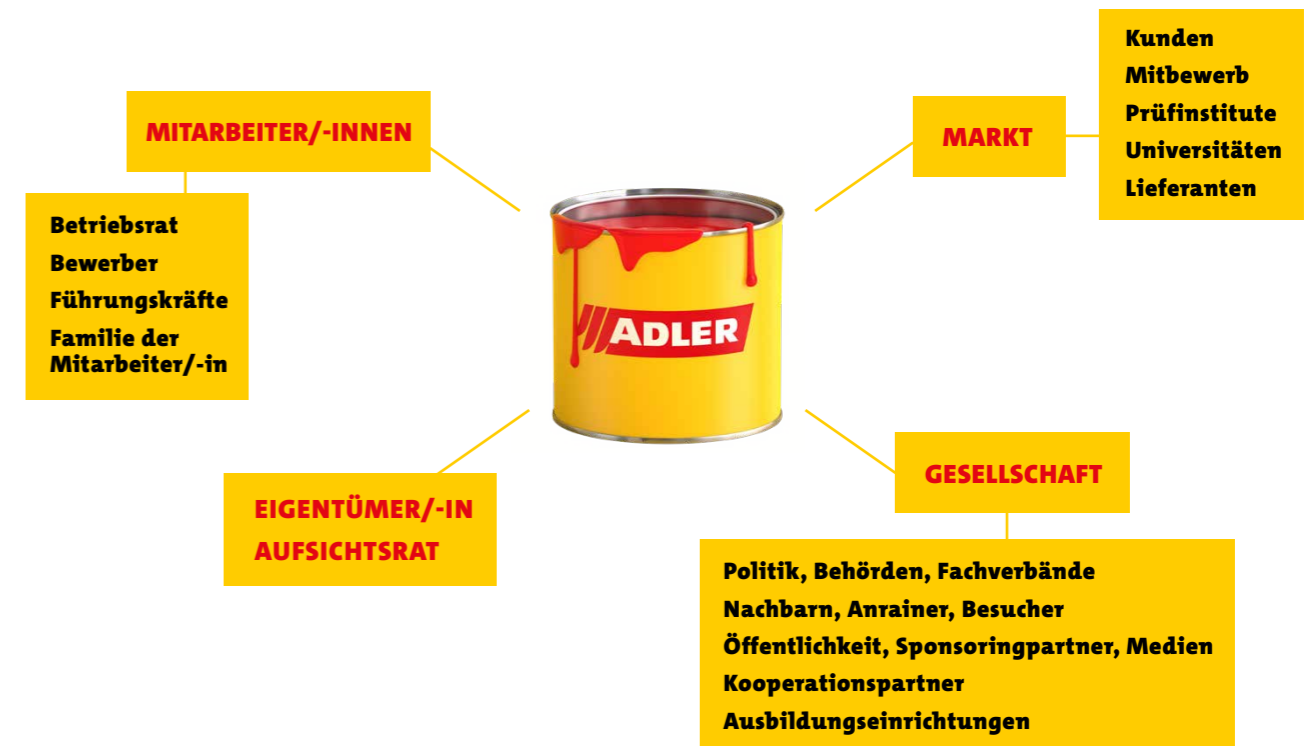 MITARBEITER/-INNEN
Betriebsrat
Bewerber
Führungskräfte
Familie der
Mitarbeiter/-in
MARKT
Kunden
Mitbewerb
Prüfinstitute
Universitäten
Lieferanten
ADLER
EIGENTÜMER/-IN
AUFSICHTSRAT
GESELLSCHAFT
Politik, Behörden, Fachverbände
Nachbarn, Anrainer, Besucher
Öffentlichkeit, Sponsoringpartner, Medien
Kooperationspartner
Ausbildungseinrichtungen